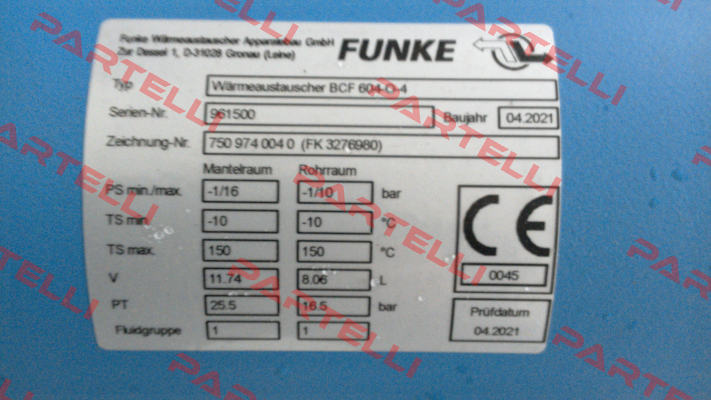 Funke Wärmeaustauscher Apparatebau GmbH
Zur Dessel 1, D-31028 Gronau (Leine)
FUNKE
Typ Wärmeaustauscher BCF 604-O-4
Serien-Nr. 961500 Baujahr 04.2021
Zeichnung-Nr. 750 974 004 0 (FK 3276980)
Mantelraum Rohrraum
PS min./max. -1/16 -1/10 bar
TS min -10 -10 °C
TS max. 150 150 °C
V 11.74 8.06 L
PT 25.5 16.5 bar
Fluidgruppe 1 1
CE
0045
Prüfdatum
04.2021
PARTELLI
PARTELLI
PARTELLI
PARTELLI
PARTELLI
PARTELLI
PARTELLI